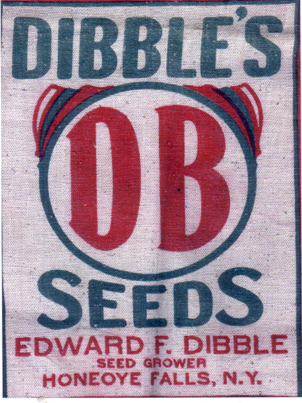 DIBBLE'S
DB
SEEDS
EDWARD F. DIBBLE
SEED GROWER
HONEOYE FALLS, N.Y.